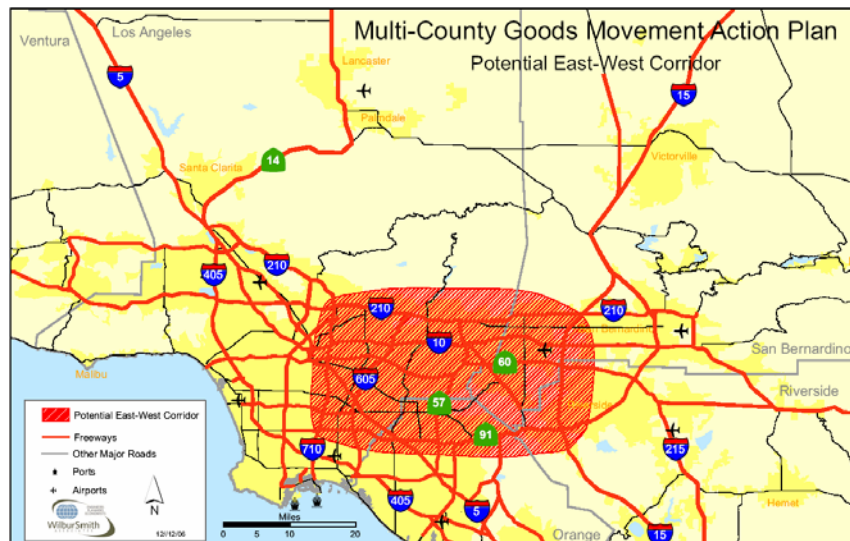 Multi-County Goods Movement Action Plan
Potential East-West Corridor
Ventura
Los Angeles
5
Lancaster
Palmdale
15
Santa Clarita
14
Victorville
405
210
210
10
210
San Bernardino
605
60
57
San Bernardino
Riverside
Malibu
91
710
215
405
5
15
Hemet
Orange
Potential East-West Corridor
Freeways
Other Major Roads
Ports
Airports
N
WilburSmith
12/12/06
Miles
0 5 10 20